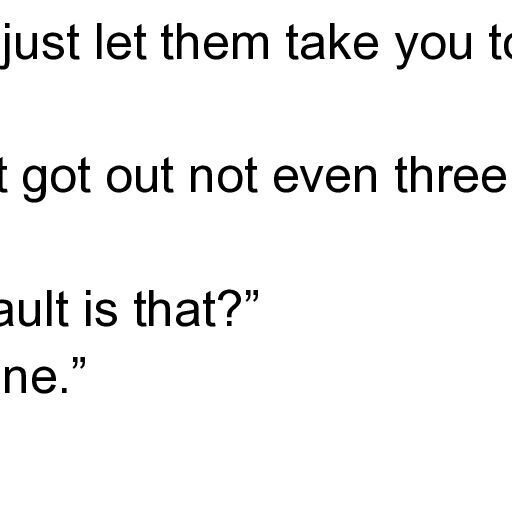 just let them take you to
t got out not even three
ault is that?”
ne.”